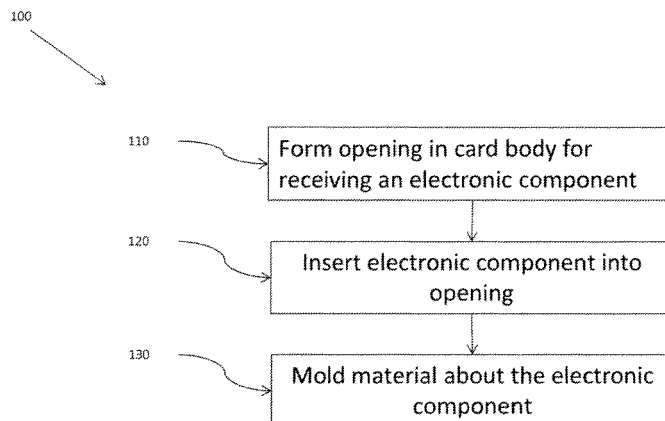 100
110
Form opening in card body for
receiving an electronic component
120
Insert electronic component into
opening
130
Mold material about the electronic
component